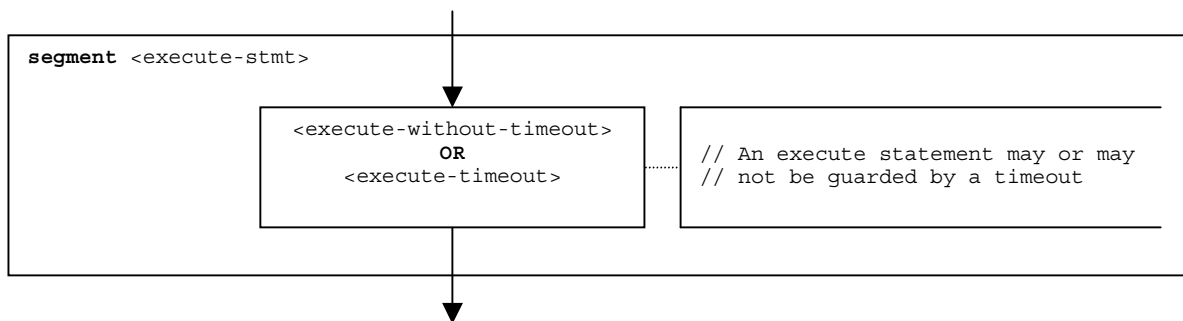 segment <execute-stmt>
<execute-without-timeout>
OR
<execute-timeout>
// An execute statement may or may
// not be guarded by a timeout